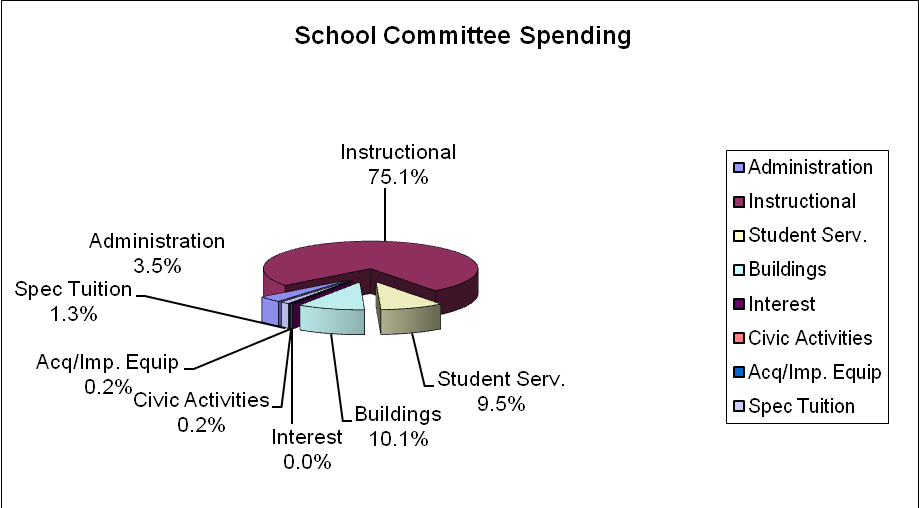 School Committee Spending
Instructional
75.1%
Administration
3.5%
Spec Tuition
1.3%
Acq/Imp. Equip
0.2%
Civic Activities
0.2%
Interest
0.0%
Buildings
10.1%
Student Serv.
9.5%
Administration
Instructional
Student Serv.
Buildings
Interest
Civic Activities
Acq/Imp. Equip
Spec Tuition